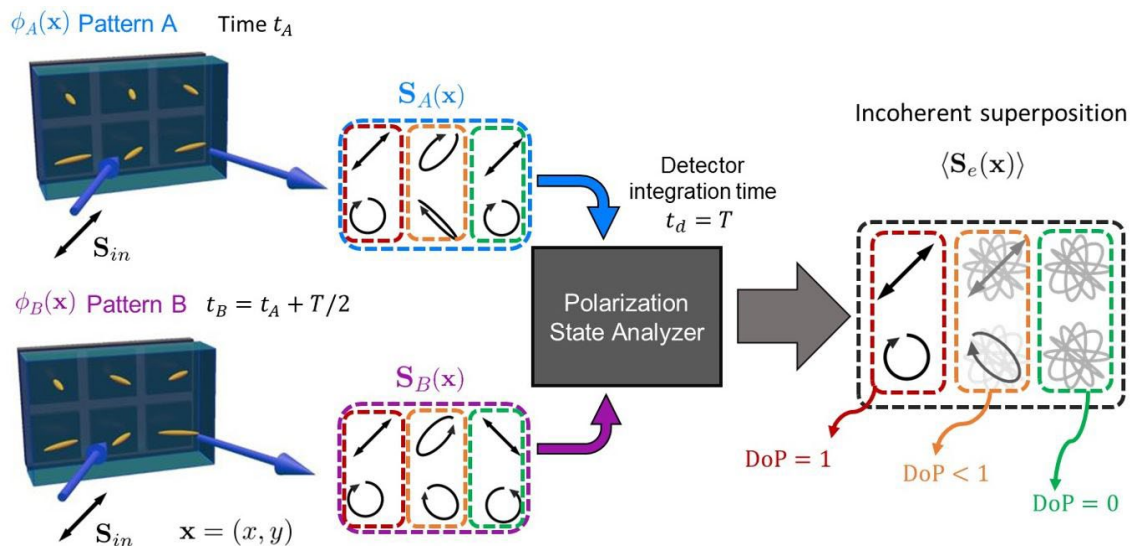 ϕ_A(𝐱) Pattern A
Time t_A
𝐒_in
𝐒_A(𝐱)
Detector
integration time
t_d = T
Incoherent superposition
⟨𝐒_e(𝐱)⟩
ϕ_B(𝐱) Pattern B
t_B = t_A + T/2
Polarization
State Analyzer
𝐒_B(𝐱)
DoP = 1
DoP < 1
DoP = 0
𝐒_in
𝐱 = (x, y)